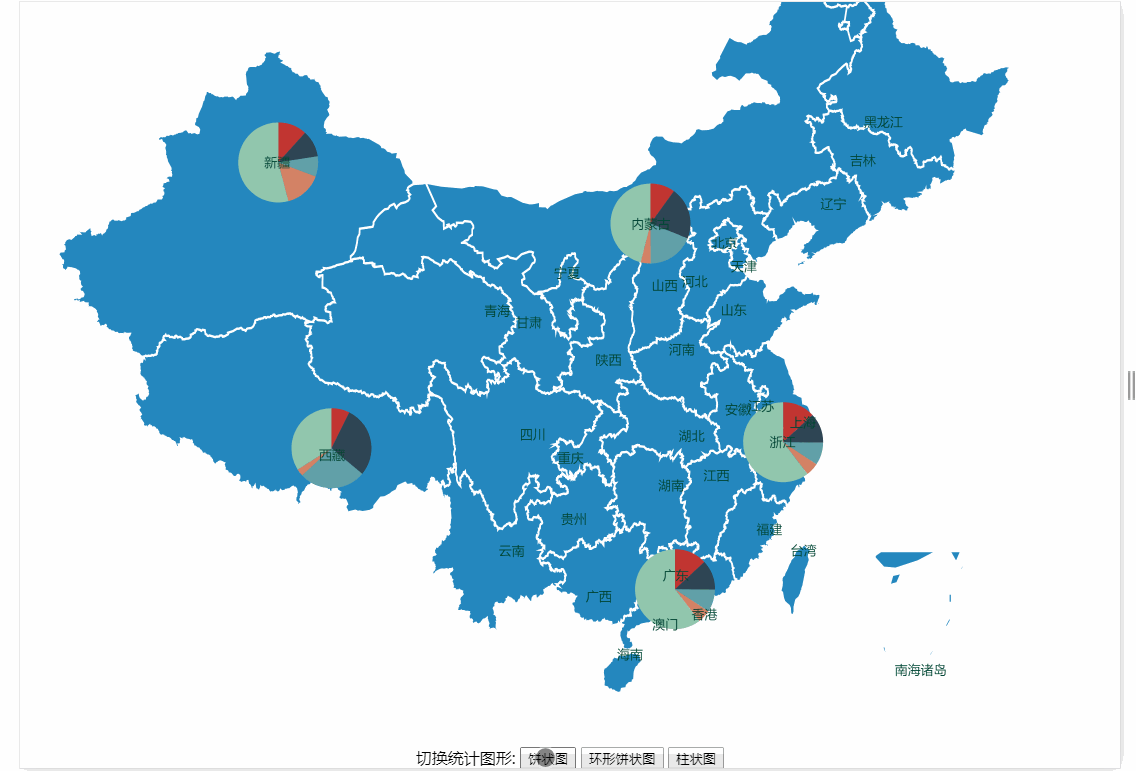 黑龙江
吉林
新疆
辽宁
内蒙古
北京
天津
宁夏
山西
河北
青海
甘肃
山东
河南
陕西
安徽
江苏
上海
四川
湖北
浙江
西藏
重庆
江西
湖南
贵州
福建
云南
台湾
广东
广西
香港
澳门
海南
南海诸岛
切换统计图形: 饼状图 环形饼状图 柱状图